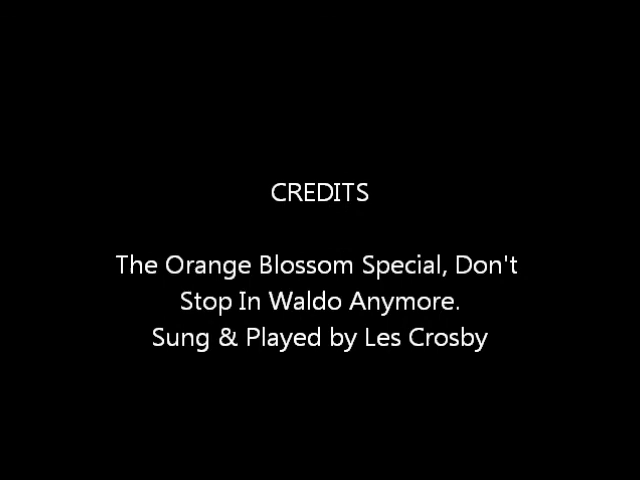 CREDITS
The Orange Blossom Special, Don't
Stop In Waldo Anymore.
Sung & Played by Les Crosby